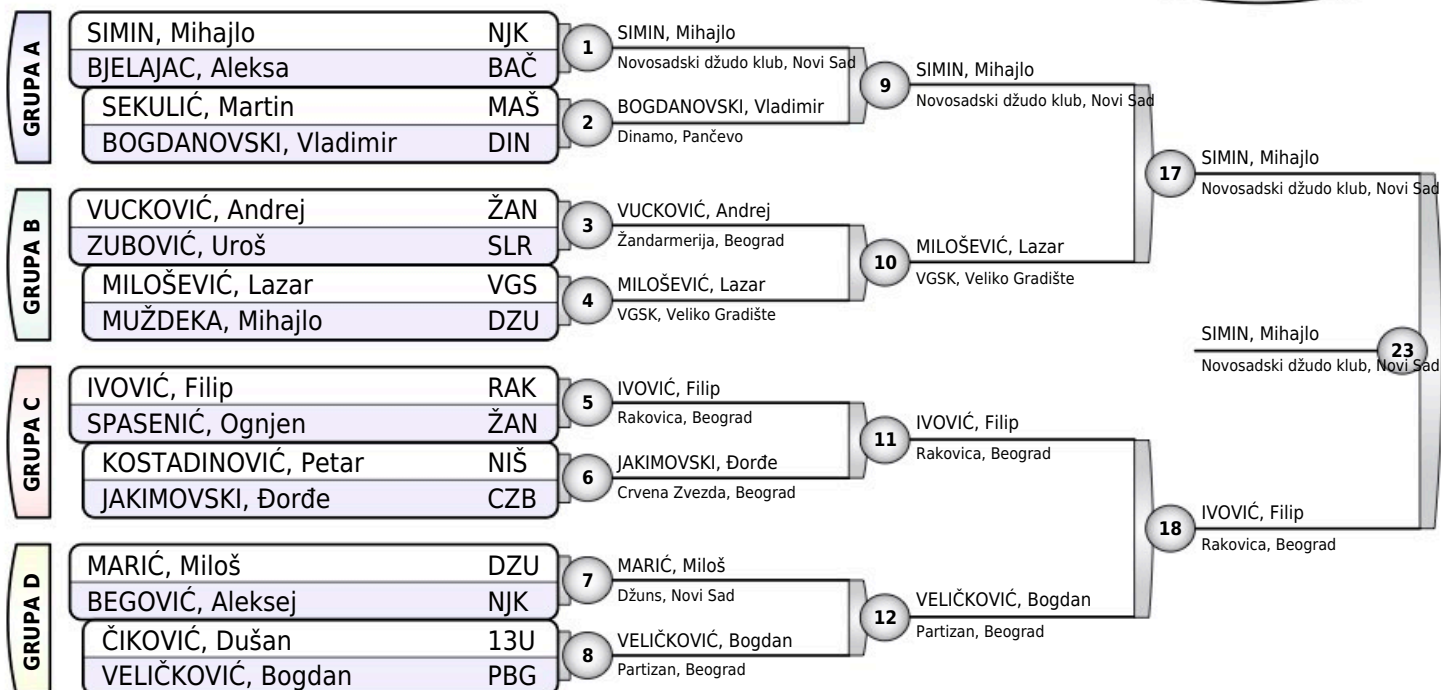 GRUPA A
SIMIN, Mihajlo NJK
BJELAJAC, Aleksa BAČ
SEKULIĆ, Martin MAŠ
BOGDANOVSKI, Vladimir DIN
GRUPA B
VUCKOVIĆ, Andrej ŽAN
ZUBOVIĆ, Uroš SLR
MILOŠEVIĆ, Lazar VGS
MUŽDEKA, Mihajlo DZU
GRUPA C
IVOVIĆ, Filip RAK
SPASENIĆ, Ognjen ŽAN
KOSTADINOVIĆ, Petar NIŠ
JAKIMOVSKI, Đorđe CZB
GRUPA D
MARIĆ, Miloš DZU
BEGOVIĆ, Aleksej NJK
ČIKOVIĆ, Dušan 13U
VELIČKOVIĆ, Bogdan PBG
1
SIMIN, Mihajlo
Novosadski džudo klub, Novi Sad
2
BOGDANOVSKI, Vladimir
Dinamo, Pančevo
3
VUCKOVIĆ, Andrej
Žandarmerija, Beograd
4
MILOŠEVIĆ, Lazar
VGSK, Veliko Gradište
5
IVOVIĆ, Filip
Rakovica, Beograd
6
JAKIMOVSKI, Đorđe
Crvena Zvezda, Beograd
7
MARIĆ, Miloš
Džuns, Novi Sad
8
VELIČKOVIĆ, Bogdan
Partizan, Beograd
9
SIMIN, Mihajlo
Novosadski džudo klub, Novi Sad
10
MILOŠEVIĆ, Lazar
VGSK, Veliko Gradište
11
IVOVIĆ, Filip
Rakovica, Beograd
12
VELIČKOVIĆ, Bogdan
Partizan, Beograd
17
SIMIN, Mihajlo
Novosadski džudo klub, Novi Sad
18
IVOVIĆ, Filip
Rakovica, Beograd
SIMIN, Mihajlo
23
Novosadski džudo klub, Novi Sad